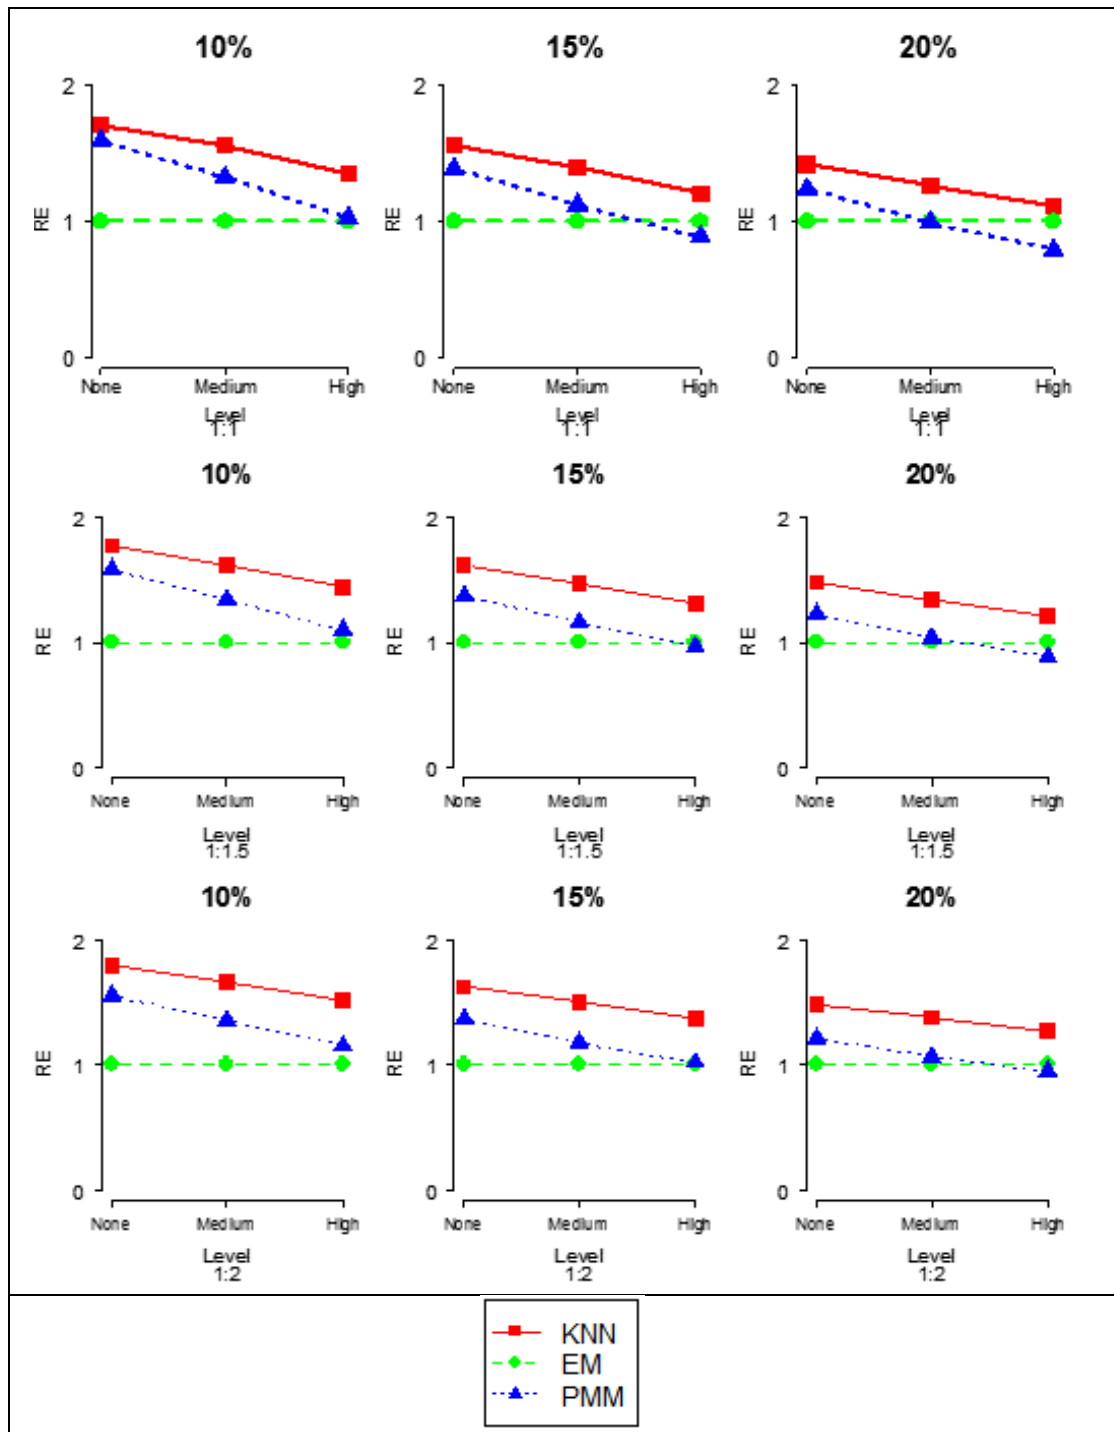 10% 15% 20%
2 2 2
RE 1 RE 1 RE 1
0 0 0
None Medium High None Medium High None Medium High
Level Level Level
1:1 1:1 1:1
10% 15% 20%
2 2 2
RE 1 RE 1 RE 1
0 0 0
None Medium High None Medium High None Medium High
Level Level Level
1:1.5 1:1.5 1:1.5
10% 15% 20%
2 2 2
RE 1 RE 1 RE 1
0 0 0
None Medium High None Medium High None Medium High
Level Level Level
1:2 1:2 1:2
KNN
EM
PMM